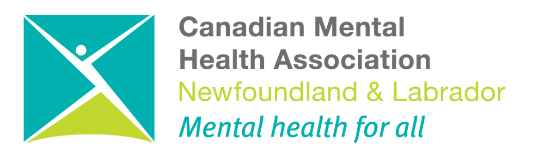 Canadian Mental
Health Association
Newfoundland & Labrador
Mental health for all